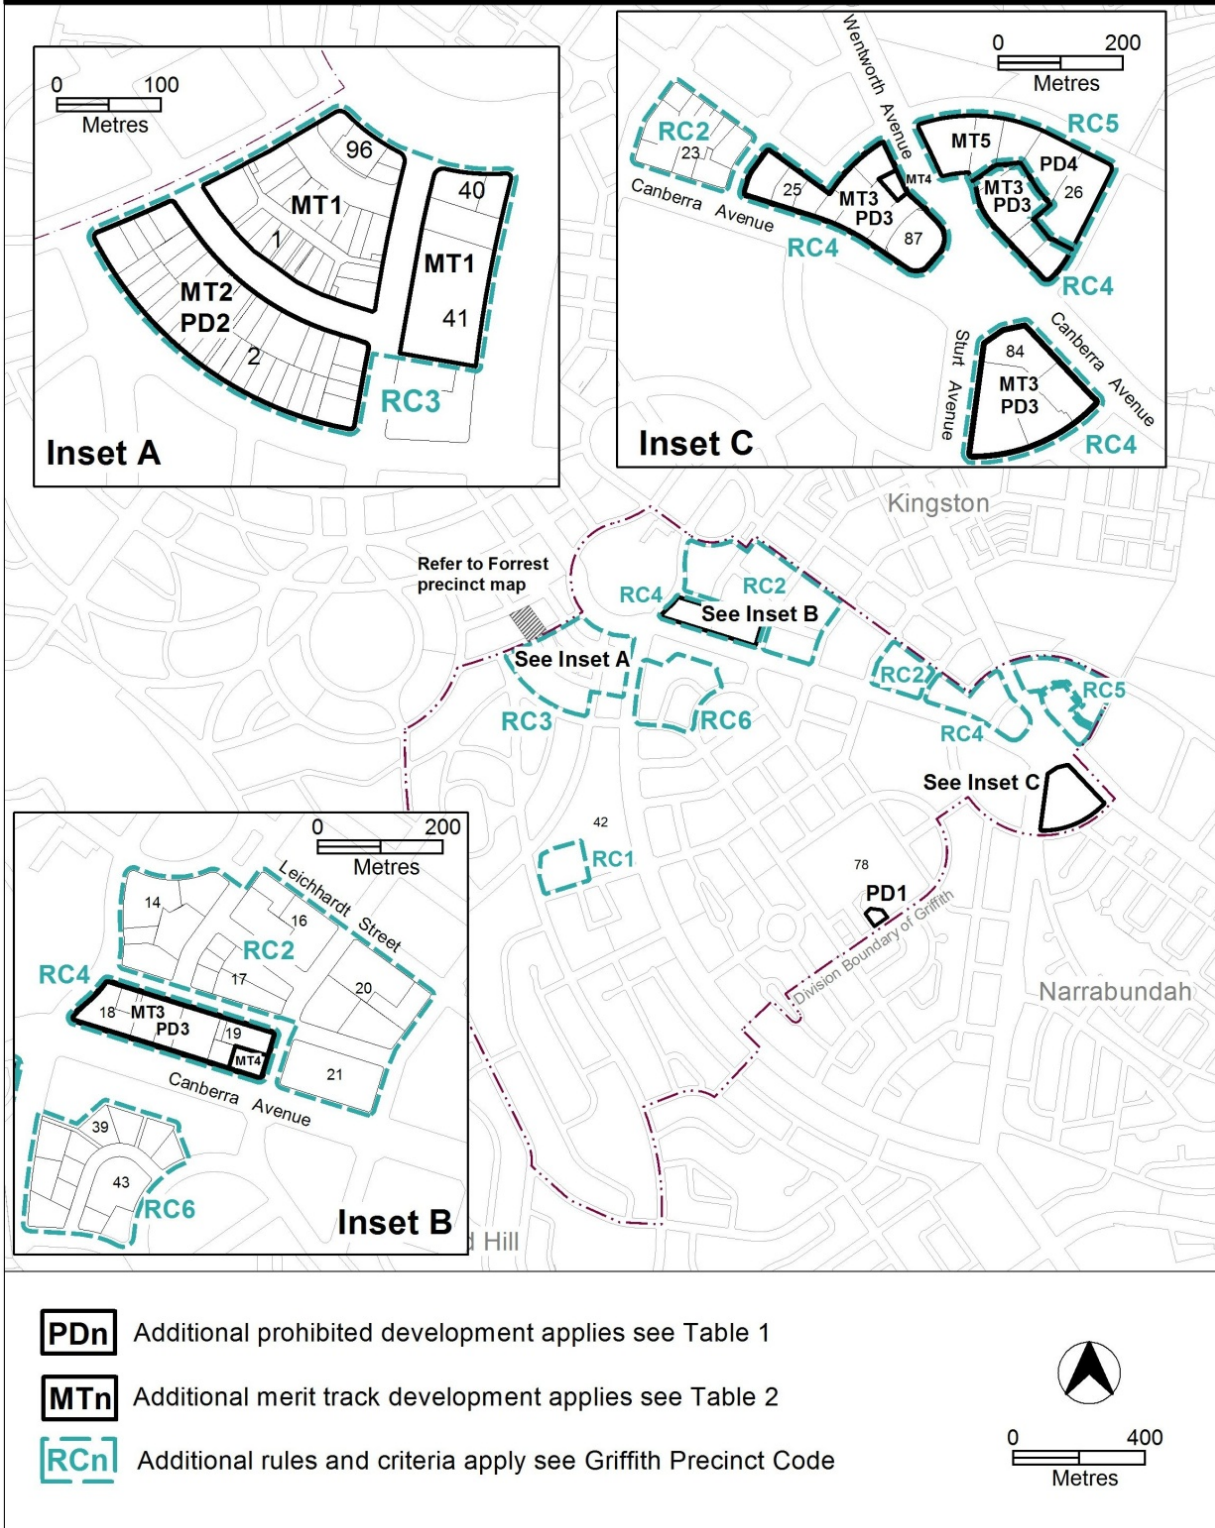 0 100
Metres
96
40
MT1
1
MT1
MT2
PD2
41
2
RC3
Inset A
Wentworth Avenue
0 200
Metres
RC2
23
MT5
RC5
PD4
MT4
25
MT3
PD3
MT3
PD3
26
Canberra Avenue
87
RC4
RC4
Sturt Avenue
Canberra Avenue
84
MT3
PD3
RC4
Inset C
Kingston
Refer to Forrest
precinct map
RC4
RC2
See Inset B
See Inset A
RC2
RC3
RC6
RC5
RC4
See Inset C
42
RC1
78
PD1
Division Boundary of Griffith
Narrabundah
0 200
Metres
Leichhardt Street
14
16
RC2
17
RC4
20
18
MT3
PD3
19
MT4
21
Canberra Avenue
39
43
RC6
Inset B
d Hill
PDn Additional prohibited development applies see Table 1
MTn Additional merit track development applies see Table 2
RCn Additional rules and criteria apply see Griffith Precinct Code
0 400
Metres